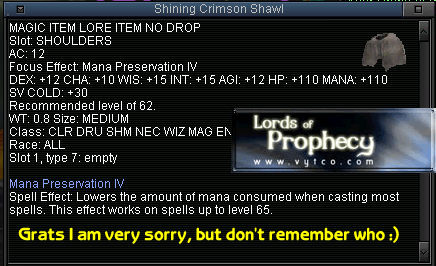 Shining Crimson Shawl
MAGIC ITEM LORE ITEM NO DROP
Slot: SHOULDERS
AC: 12
Focus Effect: Mana Preservation IV
DEX: +12 CHA: +10 WIS: +15 INT: +15 AGI: +12 HP: +110 MANA: +110
SV COLD: +30
Recommended level of 62.
WT: 0.8 Size: MEDIUM
Class: CLR DRU SHM NEC WIZ MAG EN
Race: ALL
Slot 1, type 7: empty
Lords of
Prophecy
www.vytco.com
Mana Preservation IV
Spell Effect: Lowers the amount of mana consumed when casting most
spells. This effect works on spells up to level 65.
Grats I am very sorry, but don't remember who :)